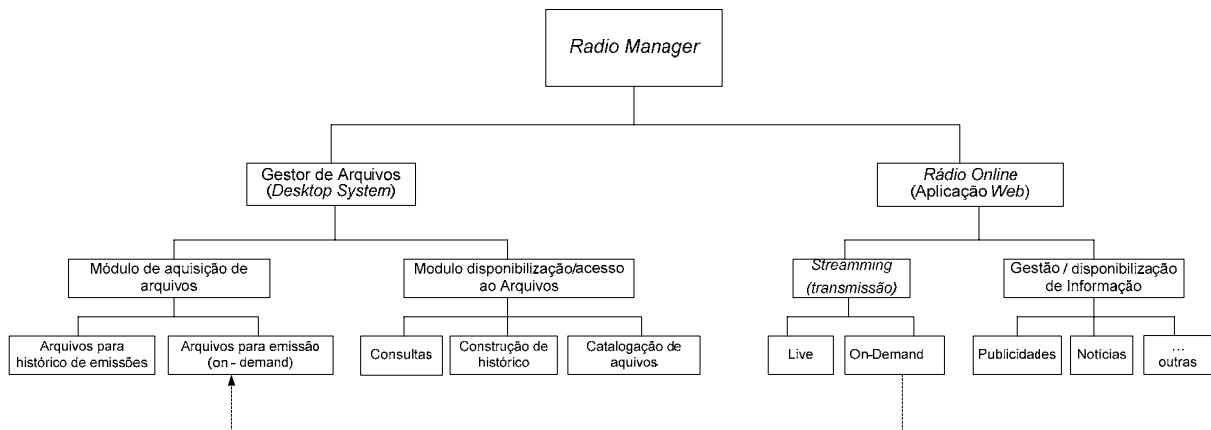 Radio Manager
Gestor de Arquivos
(Desktop System)
Rádio Online
(Aplicação Web)
Módulo de aquisição de
arquivos
Modulo disponibilização/acesso
ao Arquivos
Streamming
(transmissão)
Gestão / disponibilização
de Informação
Arquivos para
histórico de emissões
Arquivos para emissão
(on - demand)
Consultas
Construção de
histórico
Catalogação de
aquivos
Live
On-Demand
Publicidades
Notícias
...
outras